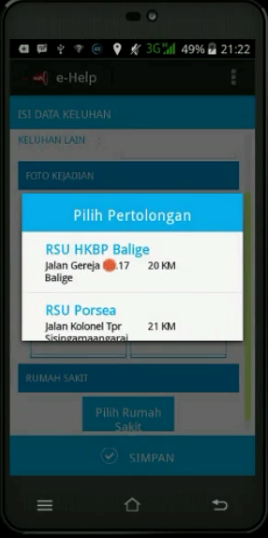 3G 49% 21:22
e-Help
ISI DATA KELUHAN
KELUHAN LAIN :
FOTO KEJADIAN
Pilih Pertolongan
RSU HKBP Balige
Jalan Gereja .17 20 KM
Balige
RSU Porsea
Jalan Kolonel Tpr 21 KM
Sisingamaangaraj
RUMAH SAKIT
Pilih Rumah
Sakit
SIMPAN